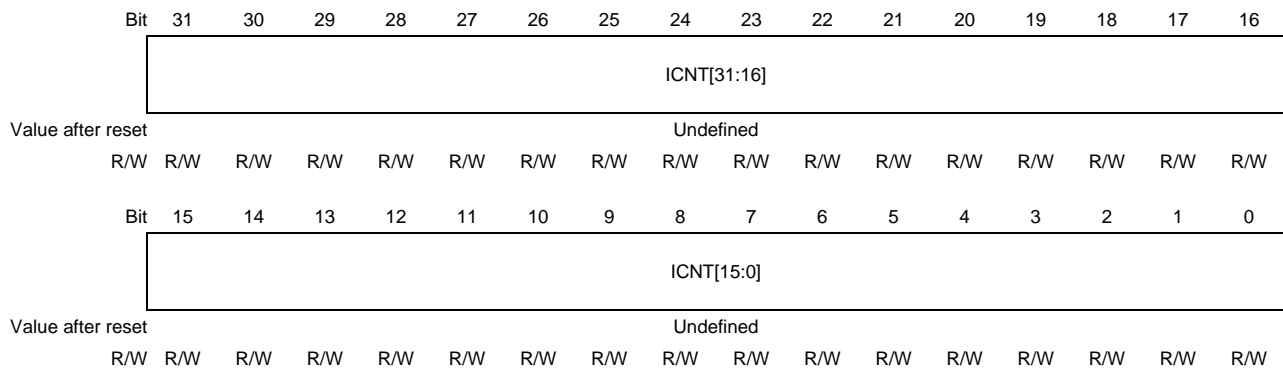 Bit 31 30 29 28 27 26 25 24 23 22 21 20 19 18 17 16
ICNT[31:16]
Value after reset Undefined
R/W R/W R/W R/W R/W R/W R/W R/W R/W R/W R/W R/W R/W R/W R/W R/W R/W
Bit 15 14 13 12 11 10 9 8 7 6 5 4 3 2 1 0
ICNT[15:0]
Value after reset Undefined
R/W R/W R/W R/W R/W R/W R/W R/W R/W R/W R/W R/W R/W R/W R/W R/W R/W